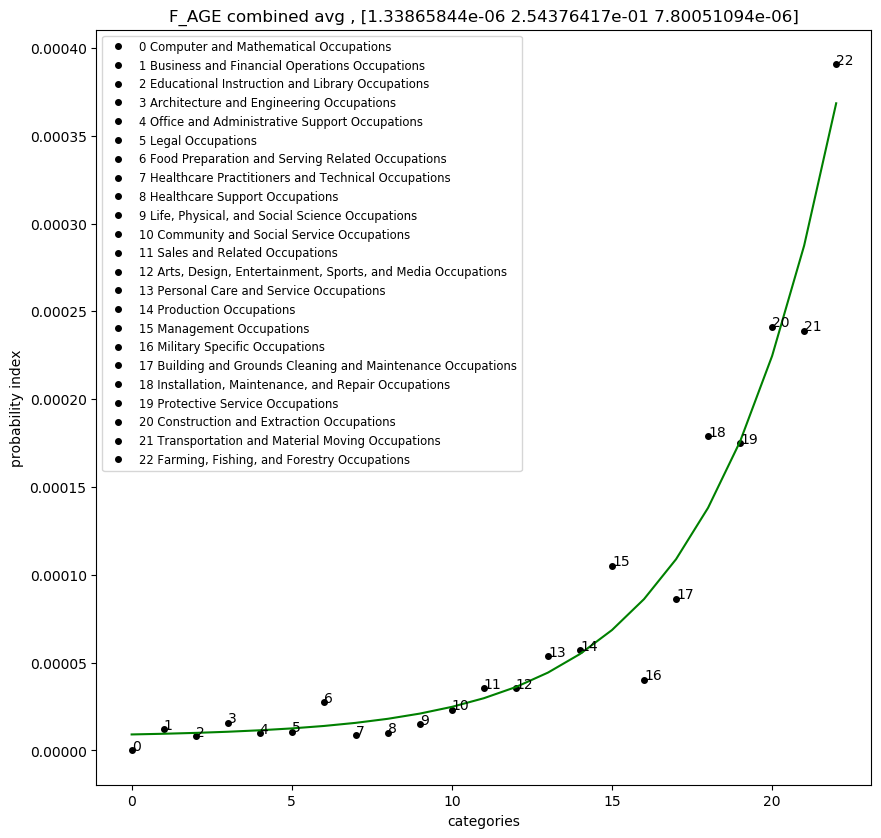 F_AGE combined avg , [1.33865844e-06 2.54376417e-01 7.80051094e-06]
0 Computer and Mathematical Occupations
1 Business and Financial Operations Occupations
2 Educational Instruction and Library Occupations
3 Architecture and Engineering Occupations
4 Office and Administrative Support Occupations
5 Legal Occupations
6 Food Preparation and Serving Related Occupations
7 Healthcare Practitioners and Technical Occupations
8 Healthcare Support Occupations
9 Life, Physical, and Social Science Occupations
10 Community and Social Service Occupations
11 Sales and Related Occupations
12 Arts, Design, Entertainment, Sports, and Media Occupations
13 Personal Care and Service Occupations
14 Production Occupations
15 Management Occupations
16 Military Specific Occupations
17 Building and Grounds Cleaning and Maintenance Occupations
18 Installation, Maintenance, and Repair Occupations
19 Protective Service Occupations
20 Construction and Extraction Occupations
21 Transportation and Material Moving Occupations
22 Farming, Fishing, and Forestry Occupations
probability index
0.00040
0.00035
0.00030
0.00025
0.00020
0.00015
0.00010
0.00005
0.00000
0
1
2
3
4
5
6
7
8
9
10
11
12
13
14
15
16
17
18
19
20
21
22
0
5
10
15
20
categories